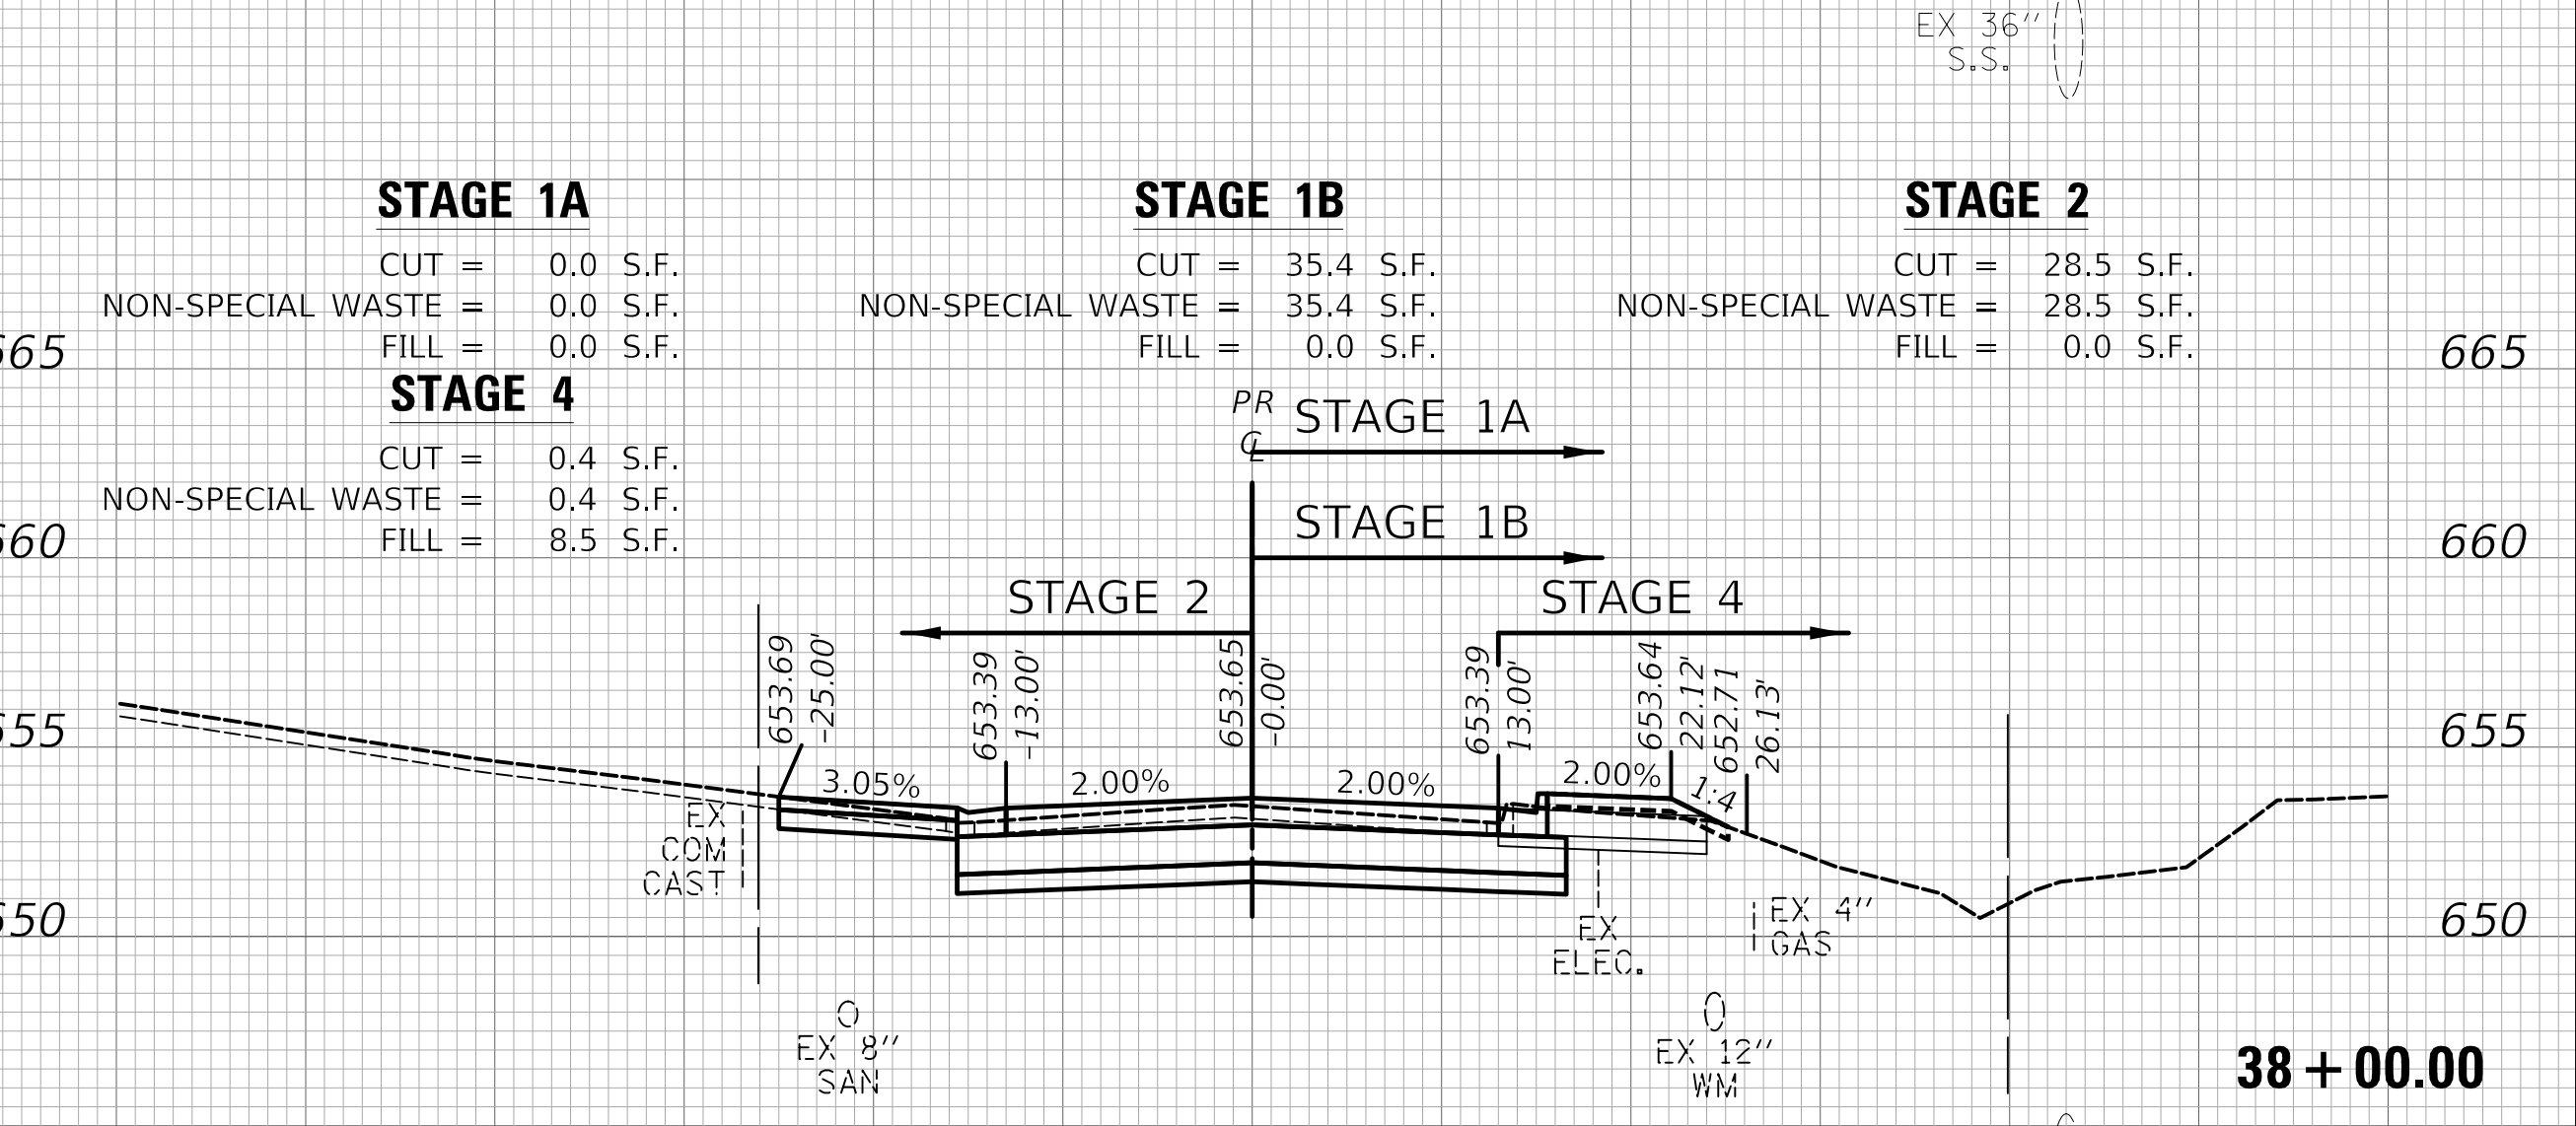 EX 36"
S.S.
STAGE 1A
CUT = 0.0 S.F.
NON-SPECIAL WASTE = 0.0 S.F.
FILL = 0.0 S.F.
STAGE 1B
CUT = 35.4 S.F.
NON-SPECIAL WASTE = 35.4 S.F.
FILL = 0.0 S.F.
STAGE 2
CUT = 28.5 S.F.
NON-SPECIAL WASTE = 28.5 S.F.
FILL = 0.0 S.F.
665
STAGE 4
CUT = 0.4 S.F.
NON-SPECIAL WASTE = 0.4 S.F.
FILL = 8.5 S.F.
PR
CL
STAGE 1A
STAGE 1B
660
STAGE 2
STAGE 4
653.69
-25.00'
653.39
-13.00'
653.65
-0.00'
653.39
13.00'
653.64
22.12'
652.71
26.13'
655
3.05%
2.00%
2.00%
2.00%
1:4
EX
COM
CAST
650
EX
ELEC.
EX 4"
GAS
650
EX 8"
SAN
EX 12"
WM
38+00.00